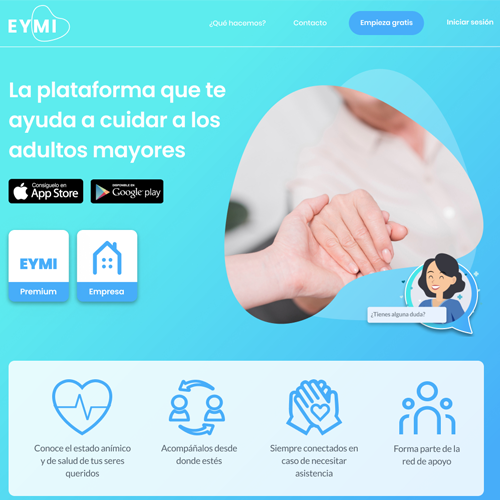 EYMI
¿Qué hacemos?
Contacto
Empieza gratis
Iniciar sesión
La plataforma que te
ayuda a cuidar a los
adultos mayores
Consíguelo en
App Store
DISPONIBLE EN
Google play
EYMI
Premium
Empresa
¿Tienes alguna duda?
Conoce el estado anímico
y de salud de tus seres
queridos
Acompáñalos desde
donde estés
Siempre conectados en
caso de necesitar
asistencia
Forma parte de la
red de apoyo